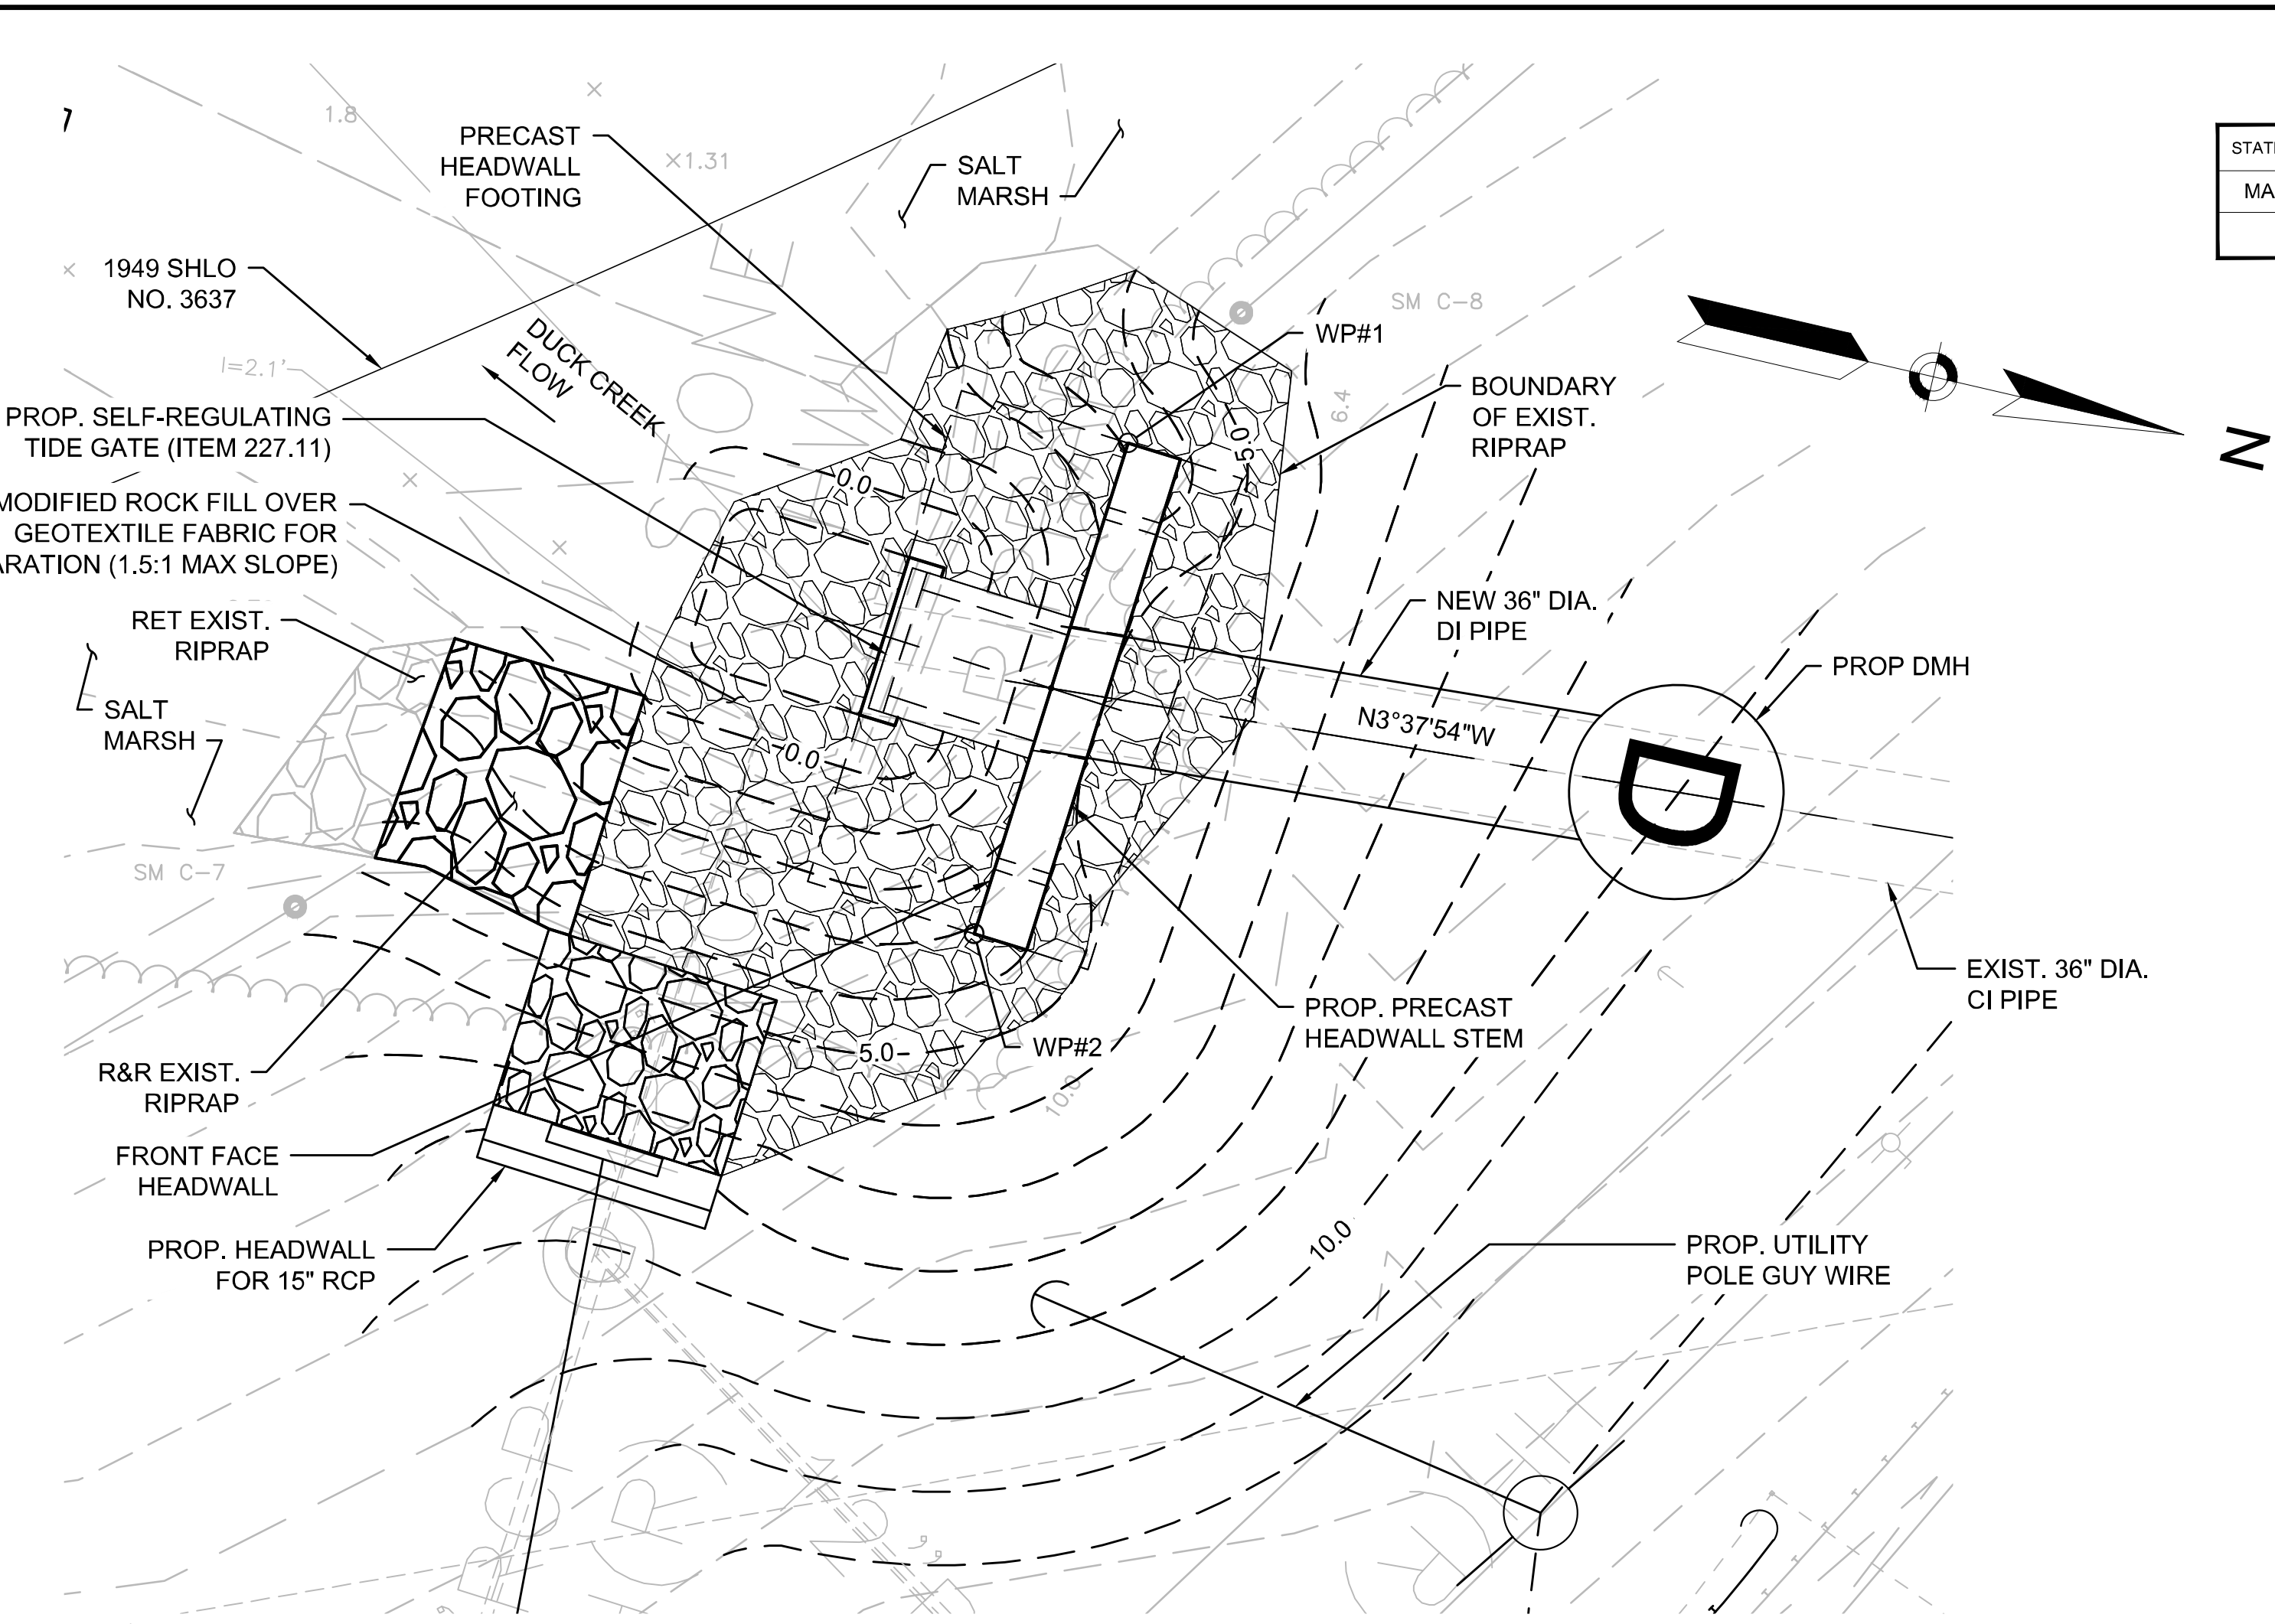 STAT
MA
1.8
PRECAST
HEADWALL
FOOTING
×1.31
SALT
MARSH
1949 SHLO
NO. 3637
I=2.1'
DUCK CREEK
FLOW
SM C-8
WP#1
N
PROP. SELF-REGULATING
TIDE GATE (ITEM 227.11)
BOUNDARY
OF EXIST.
RIPRAP
6.4
5.0
0.0
MODIFIED ROCK FILL OVER
GEOTEXTILE FABRIC FOR
ARATION (1.5:1 MAX SLOPE)
RET EXIST.
RIPRAP
NEW 36" DIA.
DI PIPE
PROP DMH
SALT
MARSH
N3°37'54"W
D
0.0
SM C-7
EXIST. 36" DIA.
CI PIPE
PROP. PRECAST
HEADWALL STEM
R&R EXIST.
RIPRAP
5.0
WP#2
10.0
FRONT FACE
HEADWALL
PROP. HEADWALL
FOR 15" RCP
10.0
PROP. UTILITY
POLE GUY WIRE